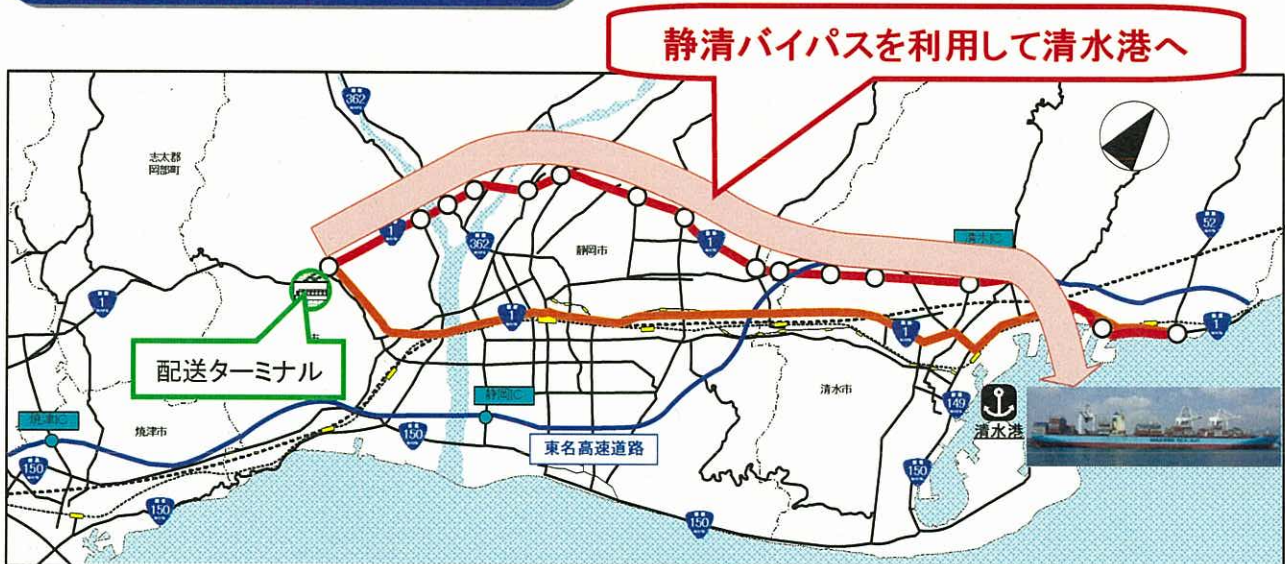 静清バイパスを利用して清水港へ
362
志太郡
岡部町
52
清水IC
1
362
静岡市
1
1
1
1
1
配送ターミナル
静岡IC
清水市
149
清水港
焼津IC
焼津市
150
東名高速道路
150
150
150
150